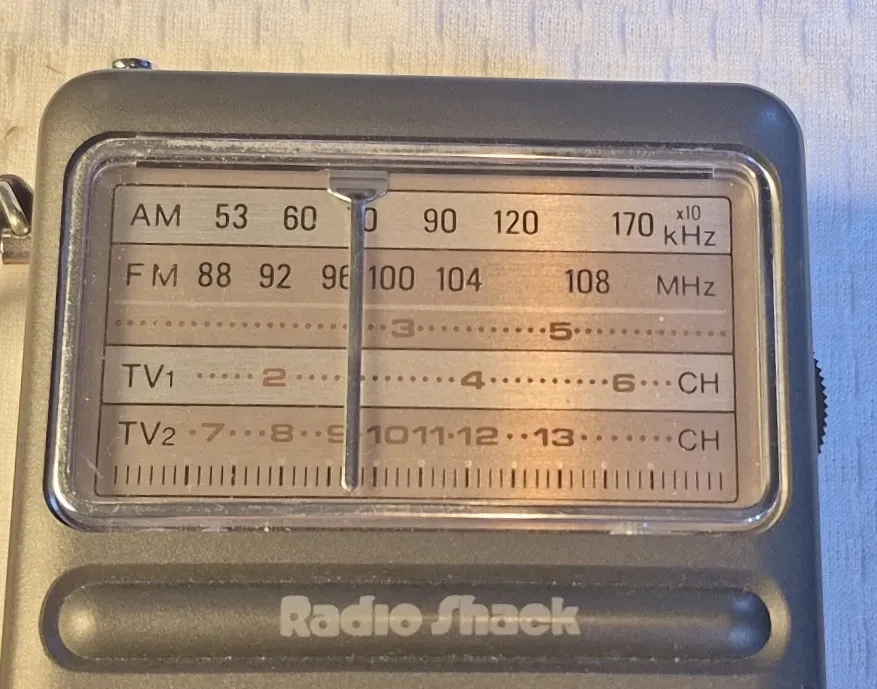 AM 53 60 70 90 120 170 x10 kHz
FM 88 92 96 100 104 108 MHz
3 5
TV1 2 4 6 CH
TV2 7 8 9 10 11 12 13 CH
Radio Shack